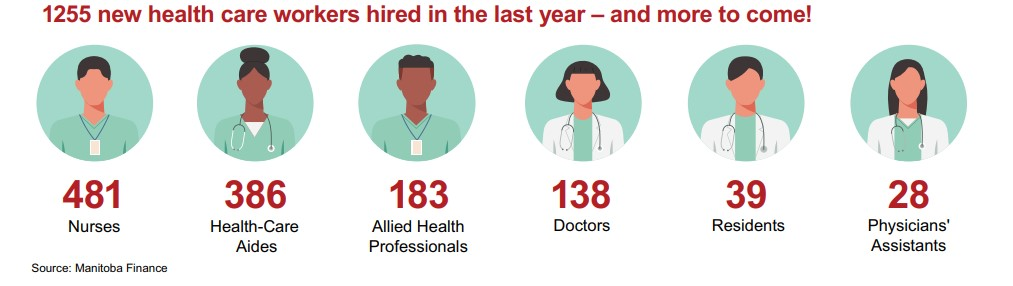 1255 new health care workers hired in the last year – and more to come!
481
Nurses
386
Health-Care
Aides
183
Allied Health
Professionals
138
Doctors
39
Residents
28
Physicians'
Assistants
Source: Manitoba Finance